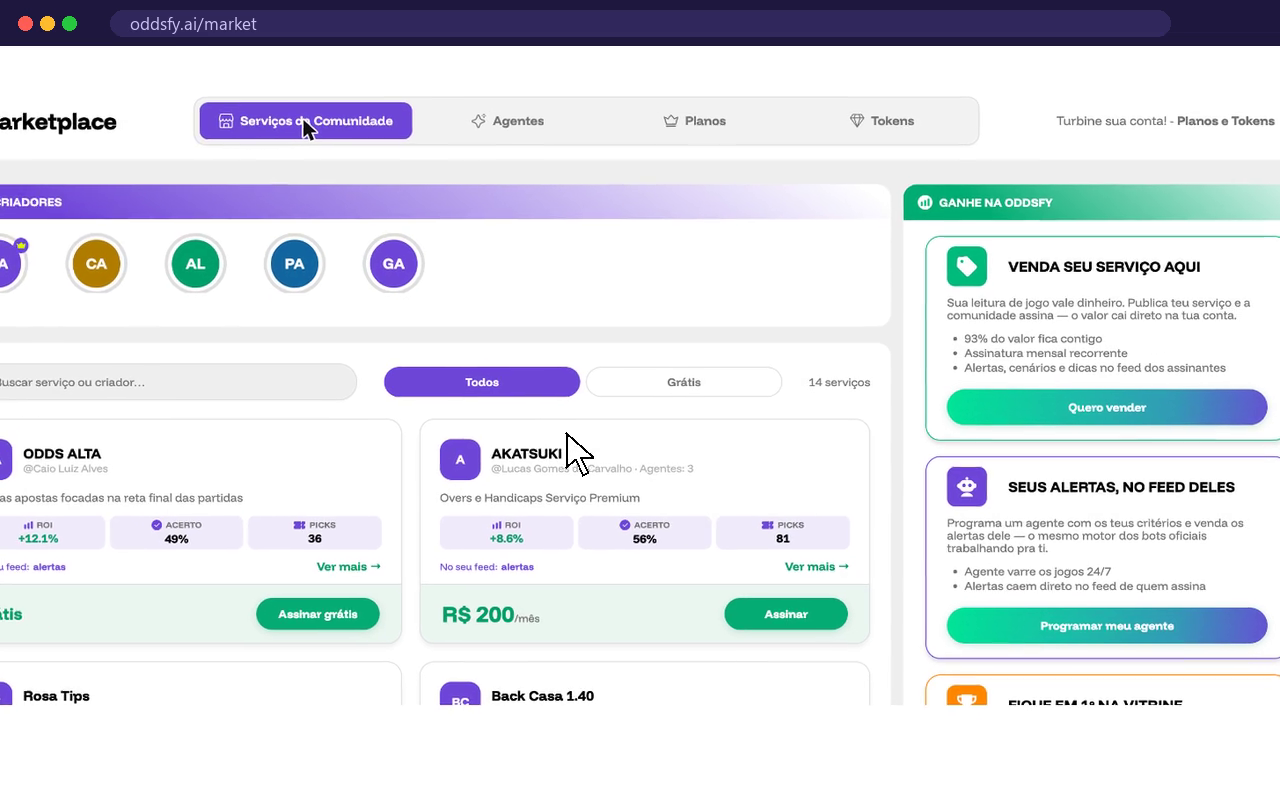 oddsfy.ai/market
arketplace
Serviços da Comunidade
Agentes
Planos
Tokens
Turbine sua conta! - Planos e Tokens
RIADORES
A
CA
AL
PA
GA
Buscar serviço ou criador...
Todos
Grátis
14 serviços
ODDS ALTA
@Caio Luiz Alves
as apostas focadas na reta final das partidas
ROI
+12.1%
ACERTO
49%
PICKS
36
u feed: alertas
Ver mais →
átis
Assinar grátis
A
AKATSUKI
@Lucas Gomes de Carvalho · Agentes: 3
Overs e Handicaps Serviço Premium
ROI
+8.6%
ACERTO
56%
PICKS
81
No seu feed: alertas
Ver mais →
R$ 200/mês
Assinar
Rosa Tips
BC
Back Casa 1.40
GANHE NA ODDSFY
VENDA SEU SERVIÇO AQUI
Sua leitura de jogo vale dinheiro. Publica teu serviço e a
comunidade assina — o valor cai direto na tua conta.
• 93% do valor fica contigo
• Assinatura mensal recorrente
• Alertas, cenários e dicas no feed dos assinantes
Quero vender
SEUS ALERTAS, NO FEED DELES
Programa um agente com os teus critérios e venda os
alertas dele — o mesmo motor dos bots oficiais
trabalhando pra ti.
• Agente varre os jogos 24/7
• Alertas caem direto no feed de quem assina
Programar meu agente
FIQUE EM 1º NA VITRINE